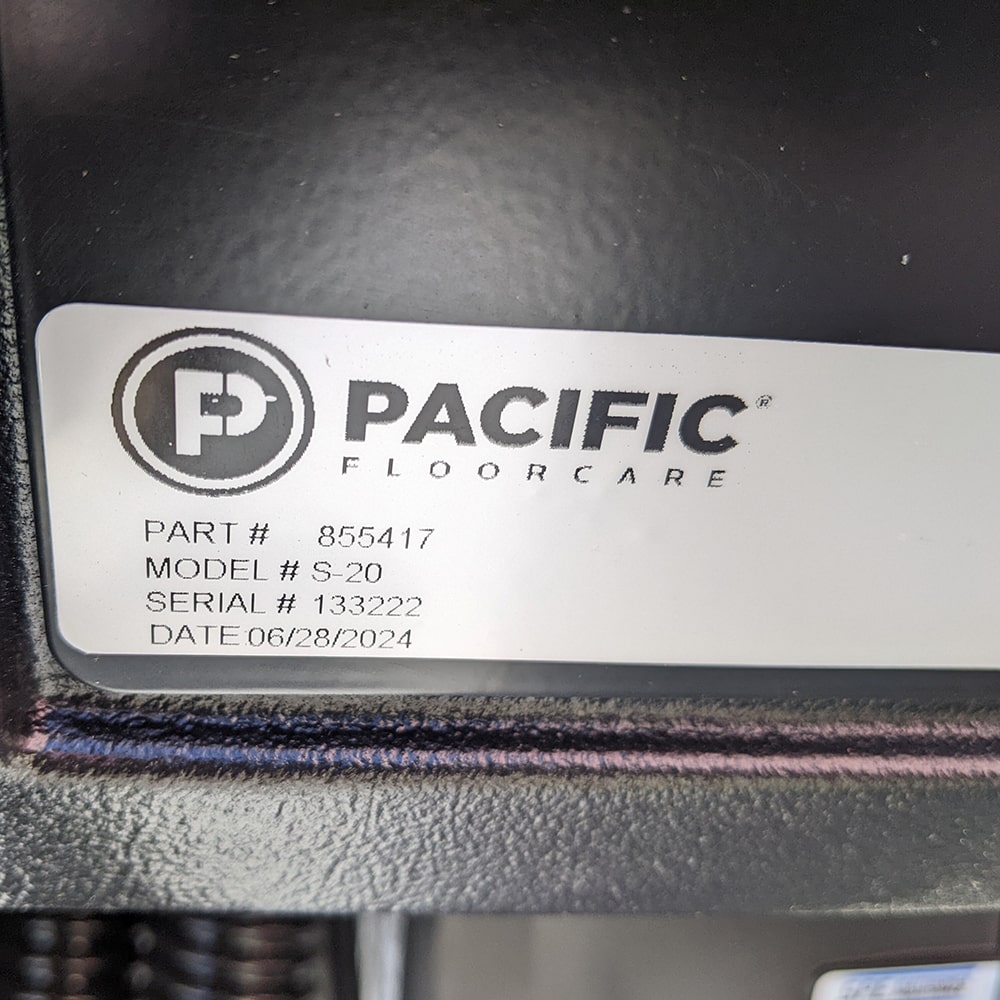 PACIFIC®
FLOORCARE
PART # 855417
MODEL # S-20
SERIAL # 133222
DATE:06/28/2024